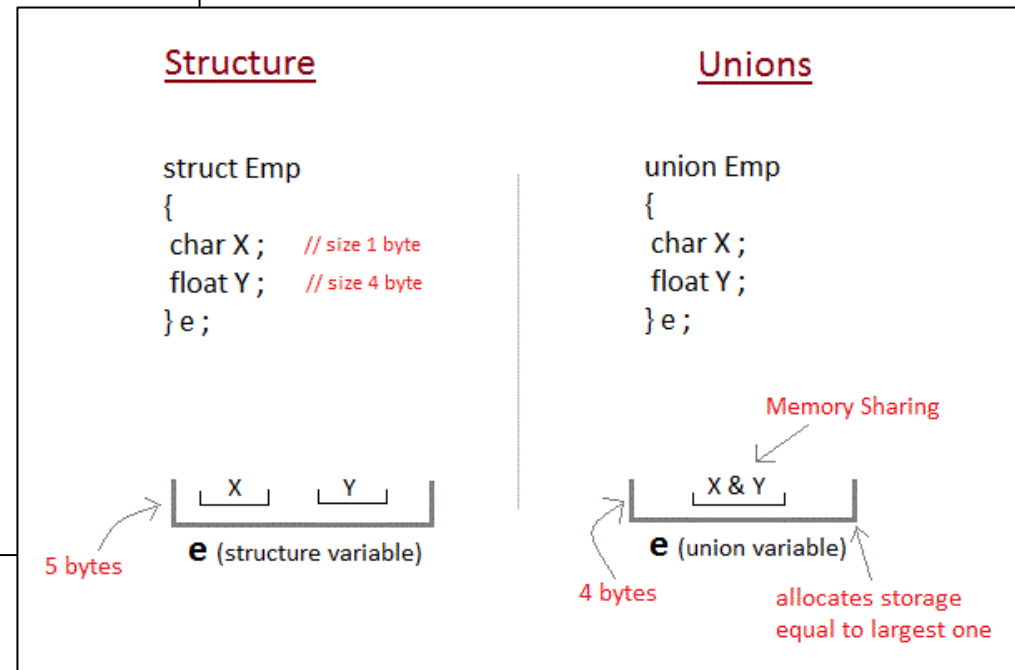 Structure
struct Emp
{
char X ; // size 1 byte
float Y ; // size 4 byte
} e ;
X Y
e (structure variable)
5 bytes
Unions
union Emp
{
char X ;
float Y ;
} e ;
Memory Sharing
X & Y
e (union variable)
4 bytes
allocates storage
equal to largest one